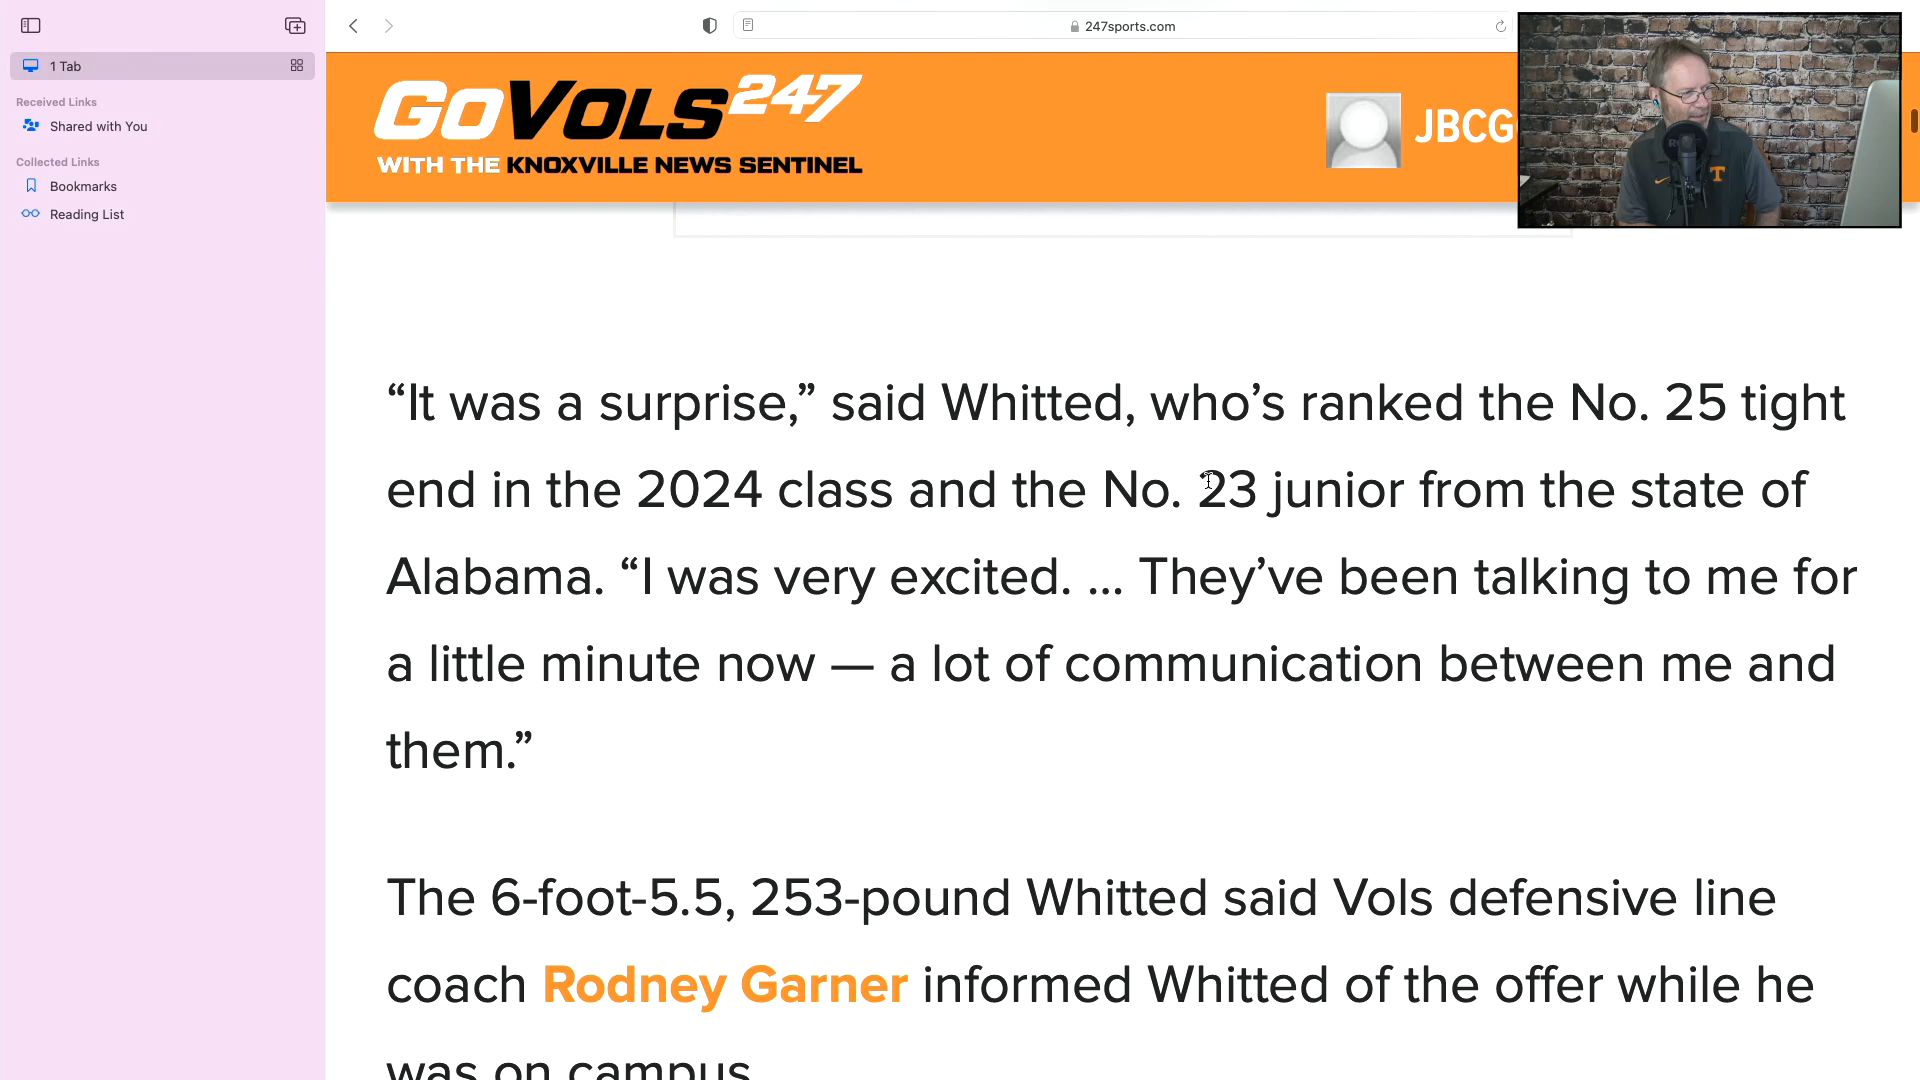 1 Tab
Received Links
Shared with You
Collected Links
Bookmarks
Reading List
247sports.com
GoVols247
WITH THE KNOXVILLE NEWS SENTINEL
JBCG
T
“It was a surprise,” said Whitted, who’s ranked the No. 25 tight
end in the 2024 class and the No. 23 junior from the state of
Alabama. “I was very excited. … They’ve been talking to me for
a little minute now — a lot of communication between me and
them.”
The 6-foot-5.5, 253-pound Whitted said Vols defensive line
coach Rodney Garner informed Whitted of the offer while he
was on campus